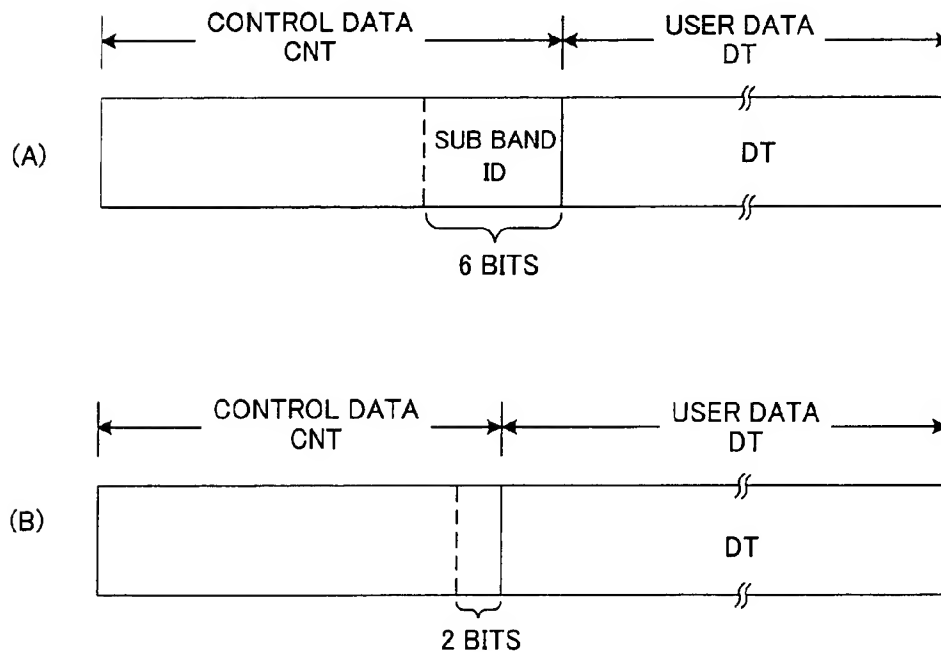 CONTROL DATA
CNT
USER DATA
DT
(A)
SUB BAND
ID
DT
6 BITS
CONTROL DATA
CNT
USER DATA
DT
(B)
DT
2 BITS